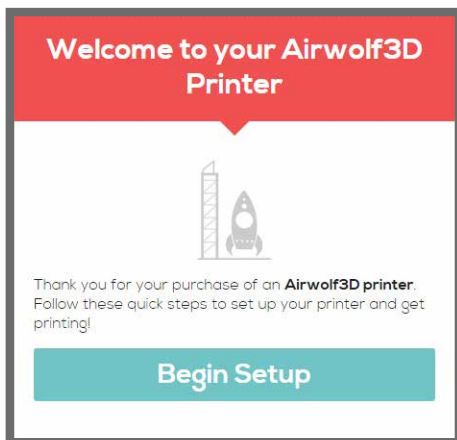 Welcome to your Airwolf3D
Printer
Thank you for your purchase of an Airwolf3D printer.
Follow these quick steps to set up your printer and get
printing!
Begin Setup